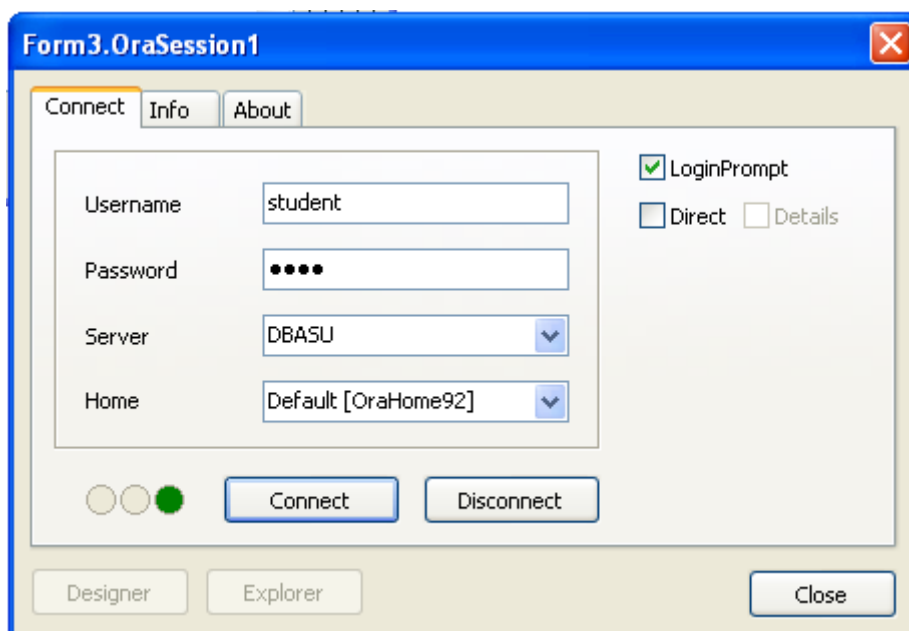 Form3.OraSession1
Connect Info About
LoginPrompt
Username student
Direct Details
Password ••••
Server DBASU
Home Default [OraHome92]
Connect Disconnect
Designer Explorer Close